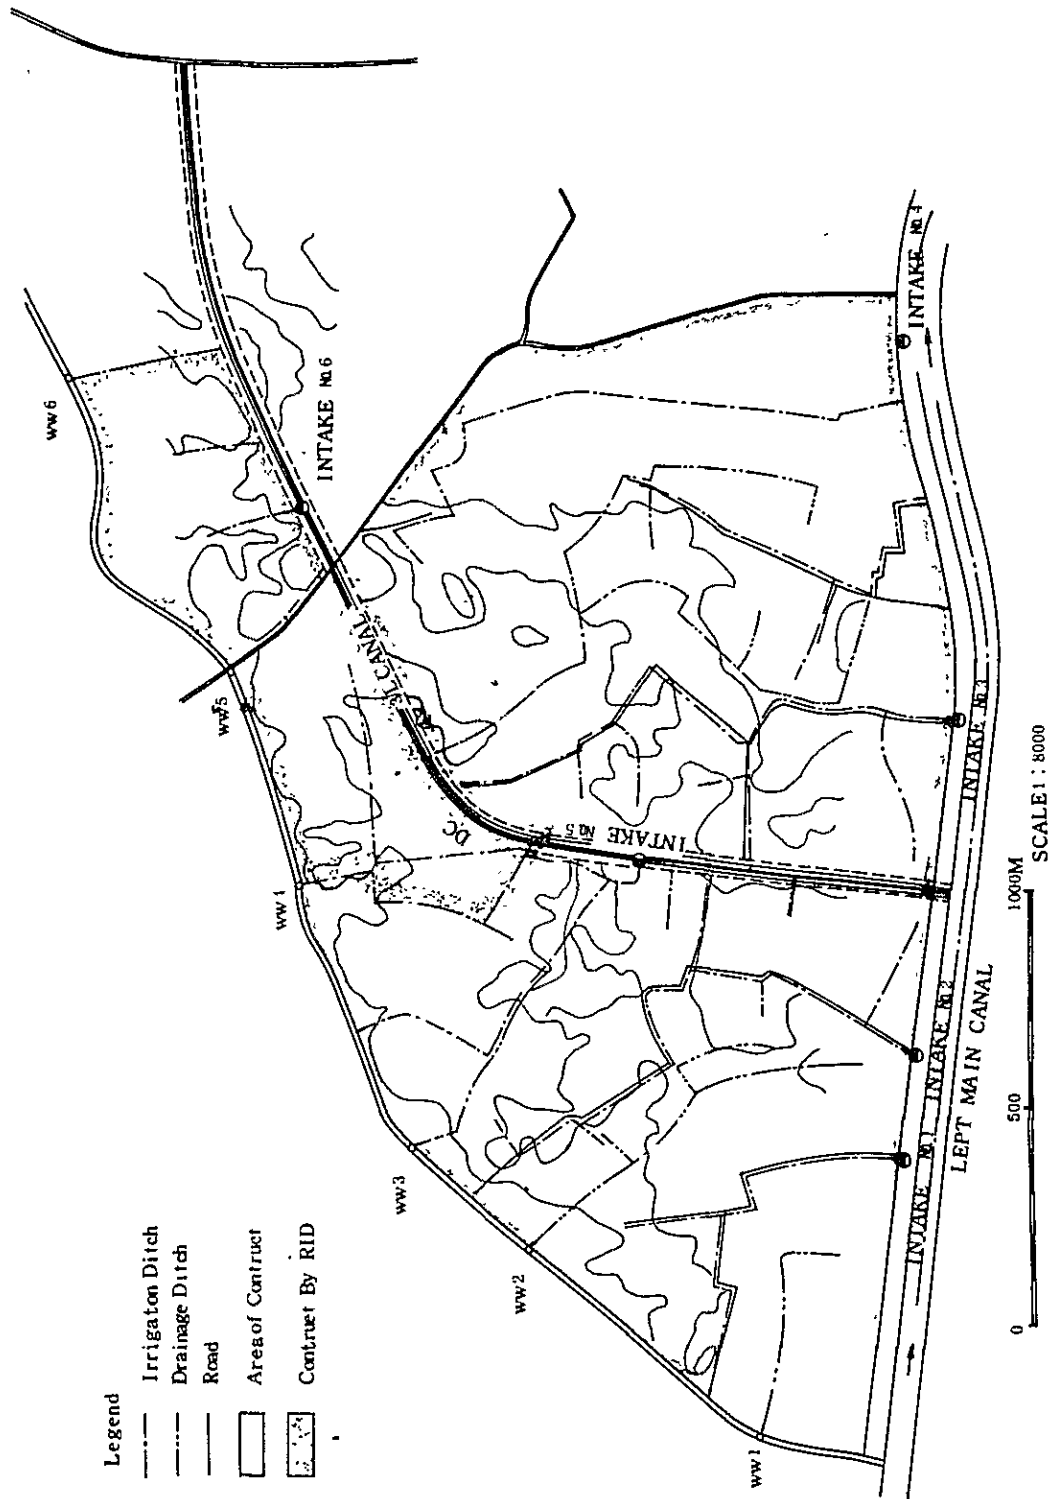 Legend
Irrigaton Ditch
Drainage Ditch
Road
Area of Contruct
Contruct By RID
WW6
WW5
WW1
WW3
WW2
WW1
INTAKE No.6
3L CANAL
DC
INTAKE No.5
INTAKE No.4
INTAKE No.3
INTAKE No.2
INTAKE No.1
LEPT MAIN CANAL
0 500 1000M
SCALE 1 : 8000